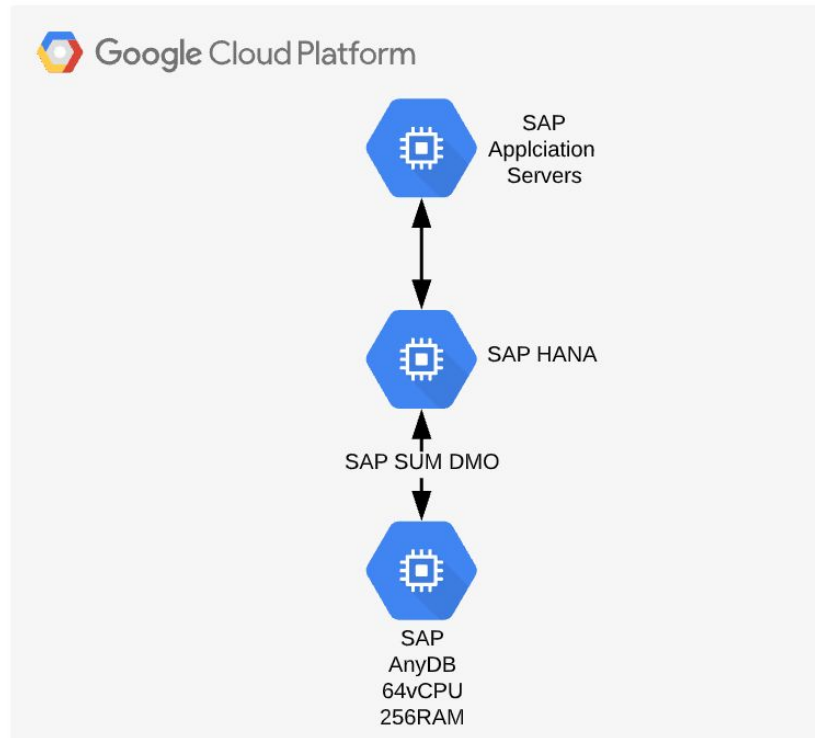 Google Cloud Platform
SAP
Applciation
Servers
SAP HANA
SAP SUM DMO
SAP
AnyDB
64vCPU
256RAM